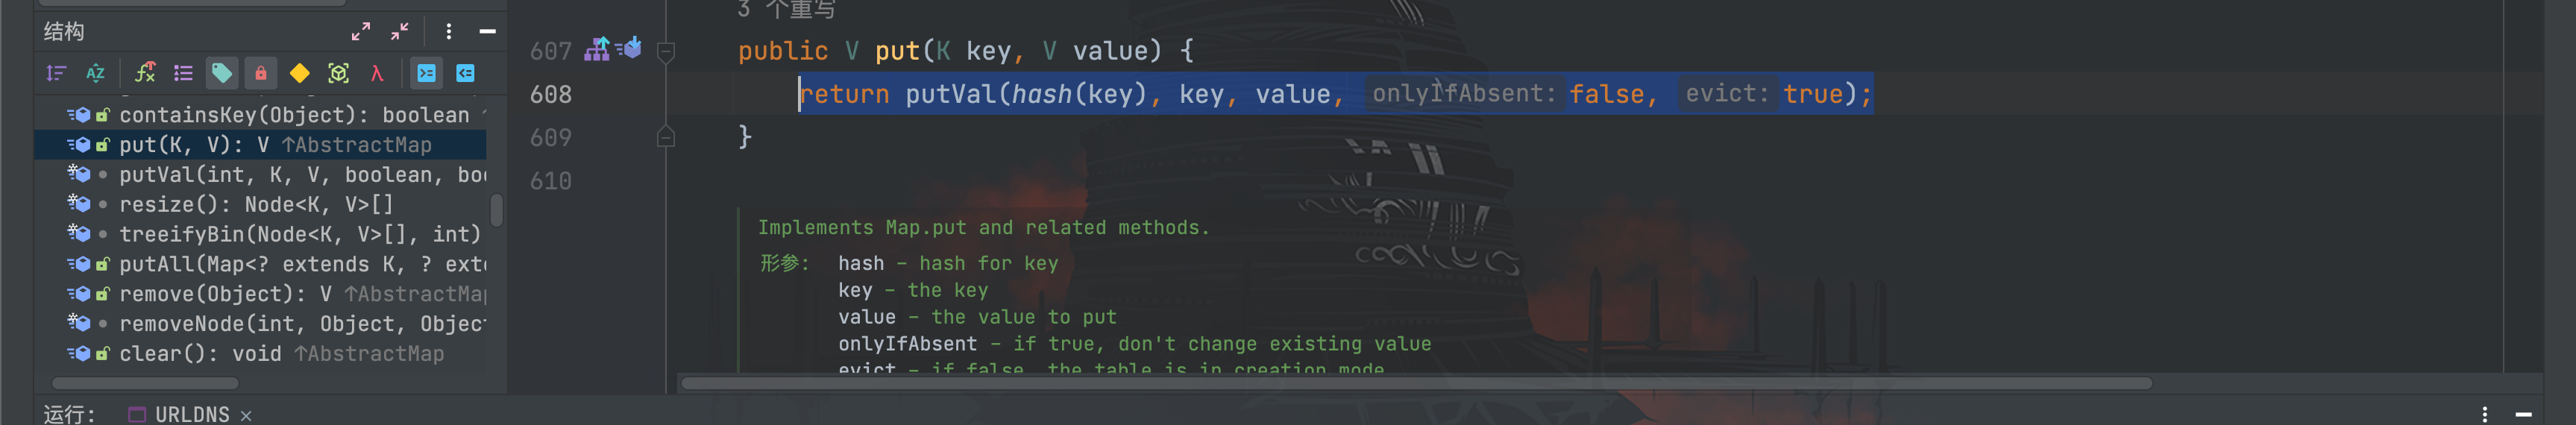 结构
containsKey(Object): boolean ↑
put(K, V): V ↑AbstractMap
putVal(int, K, V, boolean, boo
resize(): Node<K, V>[]
treeifyBin(Node<K, V>[], int)
putAll(Map<? extends K, ? exte
remove(Object): V ↑AbstractMap
removeNode(int, Object, Object
clear(): void ↑AbstractMap
3 个重写
607 public V put(K key, V value) {
608 return putVal(hash(key), key, value, onlyIfAbsent: false, evict: true);
609 }
610
Implements Map.put and related methods.
形参: hash – hash for key
key – the key
value – the value to put
onlyIfAbsent – if true, don't change existing value
evict – if false, the table is in creation mode
运行: URLDNS ×